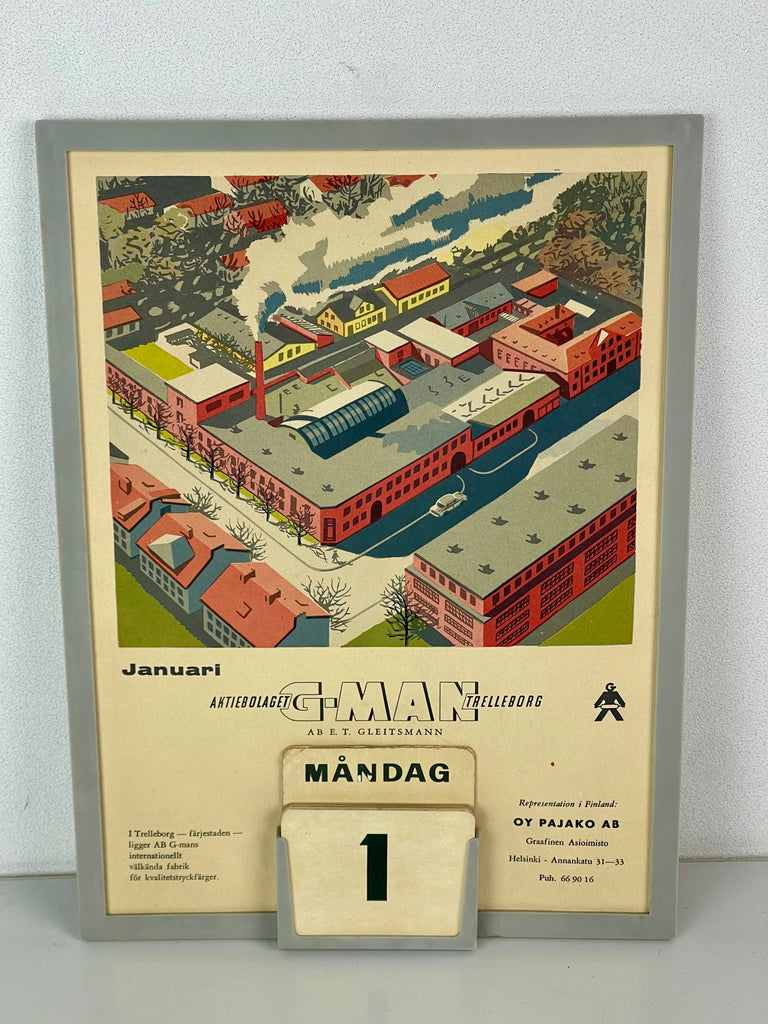 Januari
AKTIEBOLAGET G-MAN TRELLEBORG
AB E. T. GLEITSMANN
G
MÅNDAG
1
I Trelleborg — färjestaden —
ligger AB G-mans
internationellt
välkända fabrik
för kvalitetstryckfärger.
Representation i Finland:
OY PAJAKO AB
Graafinen Asioimisto
Helsinki - Annankatu 31—33
Puh. 66 90 16